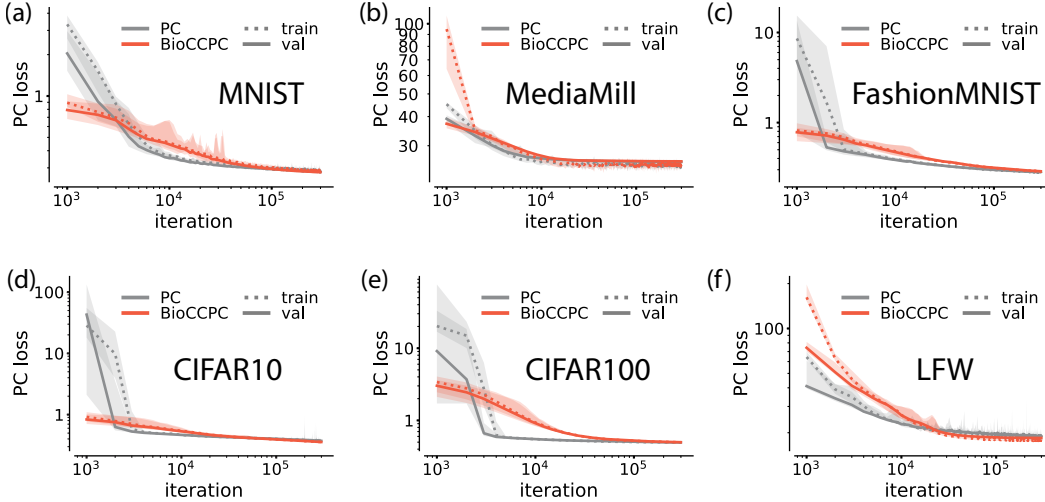 (a)
PC
train
BioCCPC
val
MNIST
PC loss
1
10³
10⁴
10⁵
iteration
(b)
PC
train
BioCCPC
val
MediaMill
PC loss
100
90
80
70
60
50
40
30
10³
10⁴
10⁵
iteration
(c)
PC
train
BioCCPC
val
FashionMNIST
PC loss
10
1
10³
10⁴
10⁵
iteration
(d)
PC
train
BioCCPC
val
CIFAR10
PC loss
100
10
1
10³
10⁴
10⁵
iteration
(e)
PC
train
BioCCPC
val
CIFAR100
PC loss
10
1
10³
10⁴
10⁵
iteration
(f)
PC
train
BioCCPC
val
LFW
PC loss
100
10³
10⁴
10⁵
iteration